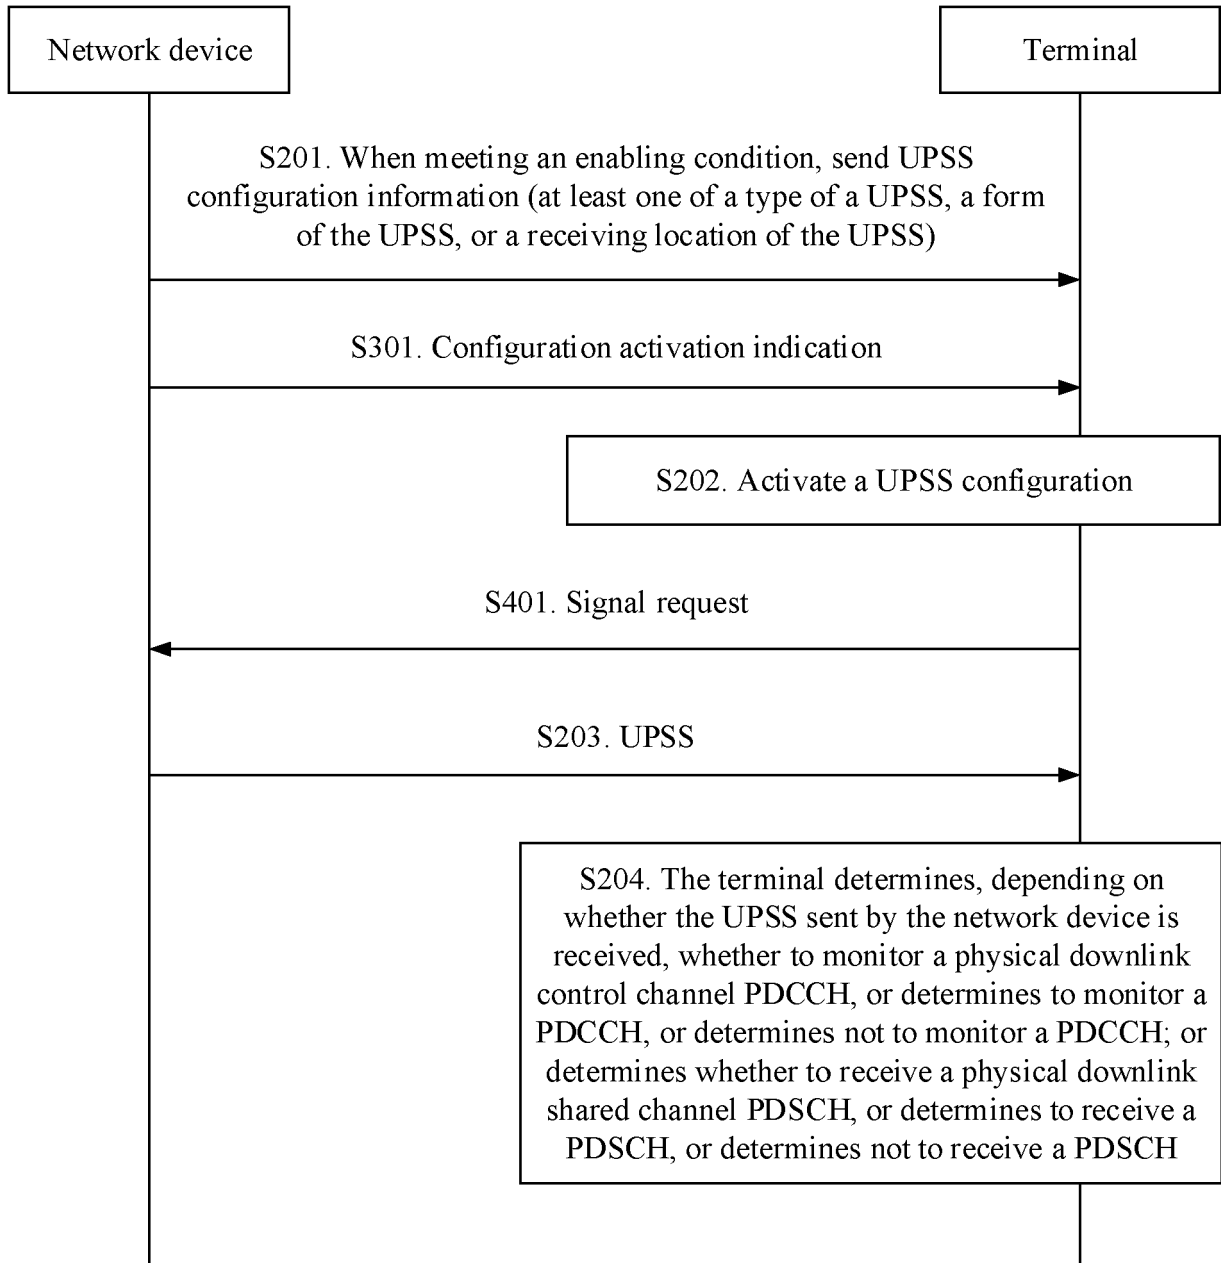 Network device
Terminal
S201. When meeting an enabling condition, send UPSS
configuration information (at least one of a type of a UPSS, a form
of the UPSS, or a receiving location of the UPSS)
S301. Configuration activation indication
S202. Activate a UPSS configuration
S401. Signal request
S203. UPSS
S204. The terminal determines, depending on
whether the UPSS sent by the network device is
received, whether to monitor a physical downlink
control channel PDCCH, or determines to monitor a
PDCCH, or determines not to monitor a PDCCH; or
determines whether to receive a physical downlink
shared channel PDSCH, or determines to receive a
PDSCH, or determines not to receive a PDSCH